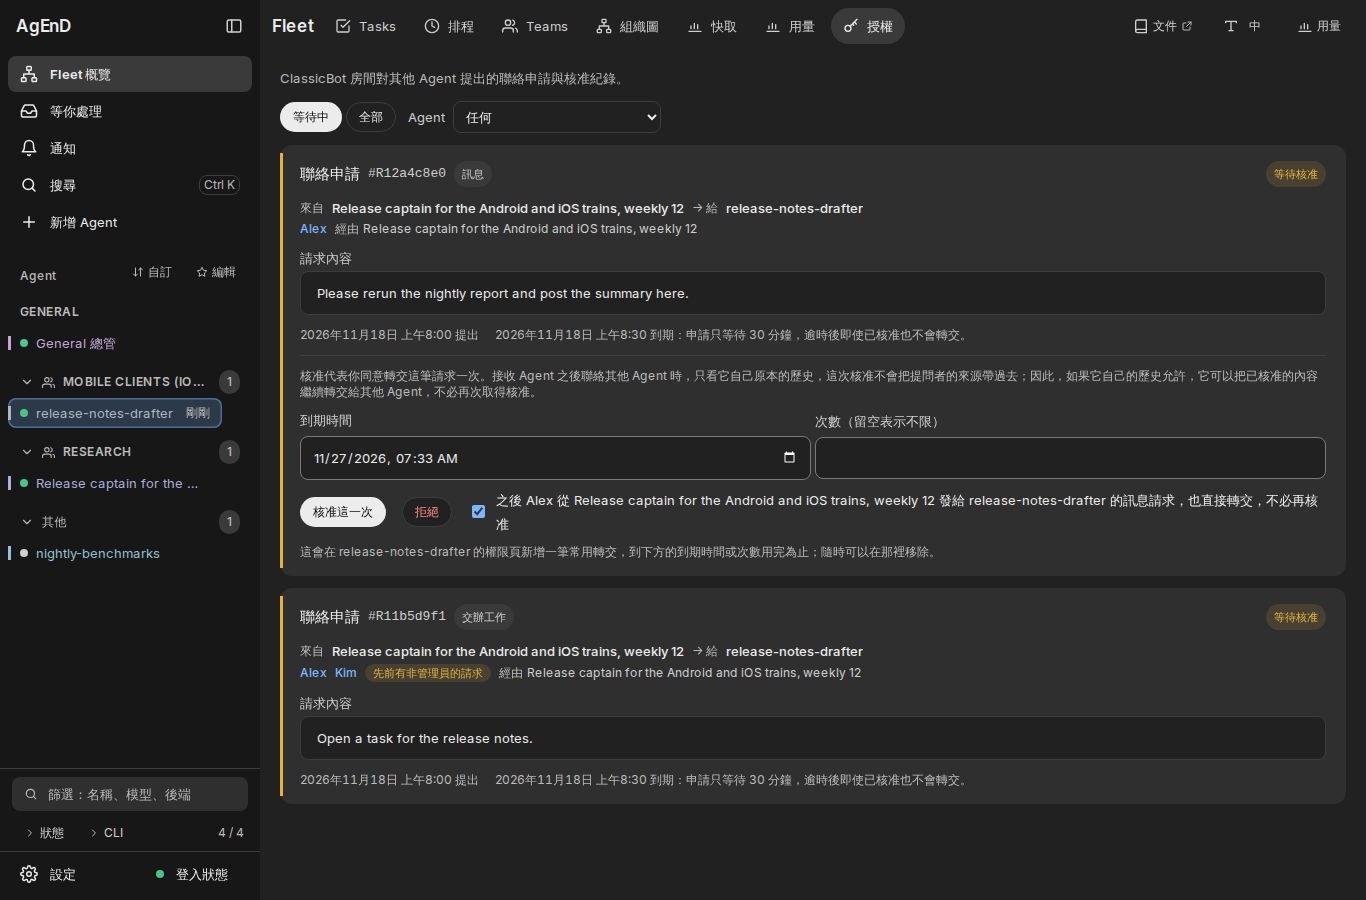 AgEnD
Fleet 概覽
等你處理
通知
搜尋
Ctrl K
新增 Agent
Agent
自訂
編輯
GENERAL
General 總管
MOBILE CLIENTS (IO...
1
release-notes-drafter
剛剛
RESEARCH
1
Release captain for the ...
其他
1
nightly-benchmarks
篩選：名稱、模型、後端
狀態
CLI
4 / 4
設定
登入狀態
Fleet
Tasks
排程
Teams
組織圖
快取
用量
授權
文件
中
用量
ClassicBot 房間對其他 Agent 提出的聯絡申請與核准紀錄。
等待中
全部
Agent
任何
聯絡申請 #R12a4c8e0 訊息
等待核准
來自 Release captain for the Android and iOS trains, weekly 12 → 給 release-notes-drafter
Alex 經由 Release captain for the Android and iOS trains, weekly 12
請求內容
Please rerun the nightly report and post the summary here.
2026年11月18日 上午8:00 提出 2026年11月18日 上午8:30 到期：申請只等待 30 分鐘，逾時後即使已核准也不會轉交。
核准代表你同意轉交這筆請求一次。接收 Agent 之後聯絡其他 Agent 時，只看它自己原本的歷史，這次核准不會把提問者的來源帶過去；因此，如果它自己的歷史允許，它可以把已核准的內容
繼續轉交給其他 Agent，不必再次取得核准。
到期時間
次數（留空表示不限）
11/27/2026, 07:33 AM
核准這一次
拒絕
之後 Alex 從 Release captain for the Android and iOS trains, weekly 12 發給 release-notes-drafter 的訊息請求，也直接轉交，不必再核
准
這會在 release-notes-drafter 的權限頁新增一筆常用轉交，到下方的到期時間或次數用完為止；隨時可以在那裡移除。
聯絡申請 #R11b5d9f1 交辦工作
等待核准
來自 Release captain for the Android and iOS trains, weekly 12 → 給 release-notes-drafter
Alex Kim 先前有非管理員的請求 經由 Release captain for the Android and iOS trains, weekly 12
請求內容
Open a task for the release notes.
2026年11月18日 上午8:00 提出 2026年11月18日 上午8:30 到期：申請只等待 30 分鐘，逾時後即使已核准也不會轉交。